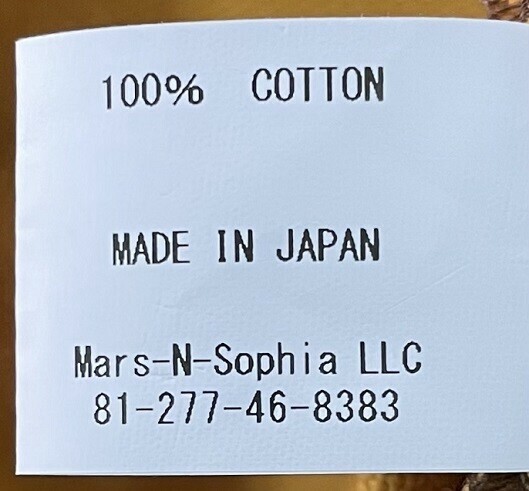 100% COTTON
MADE IN JAPAN
Mars-N-Sophia LLC
81-277-46-8383